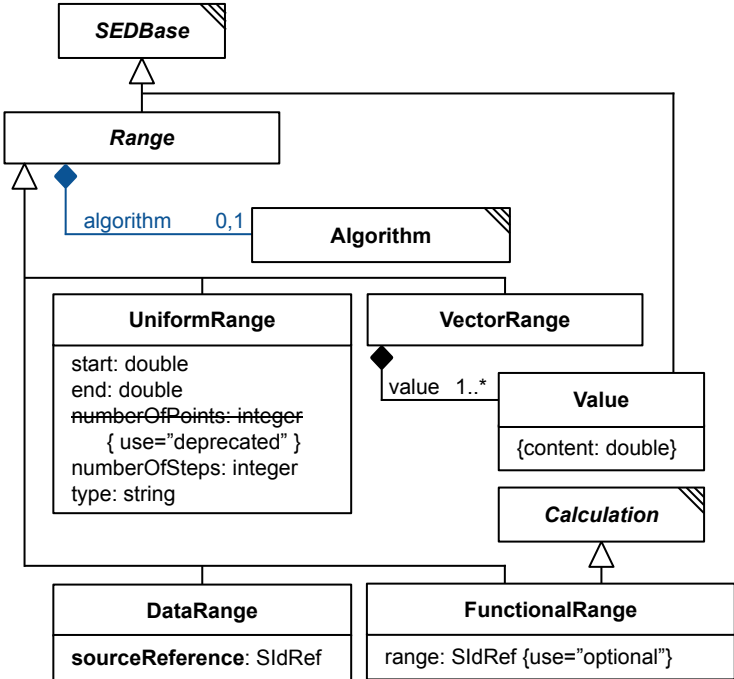 SEDBase
Range
algorithm 0,1
Algorithm
UniformRange
start: double
end: double
numberOfPoints: integer
{ use=”deprecated” }
numberOfSteps: integer
type: string
VectorRange
value 1..*
Value
{content: double}
Calculation
DataRange
sourceReference: SIdRef
FunctionalRange
range: SIdRef {use=”optional”}